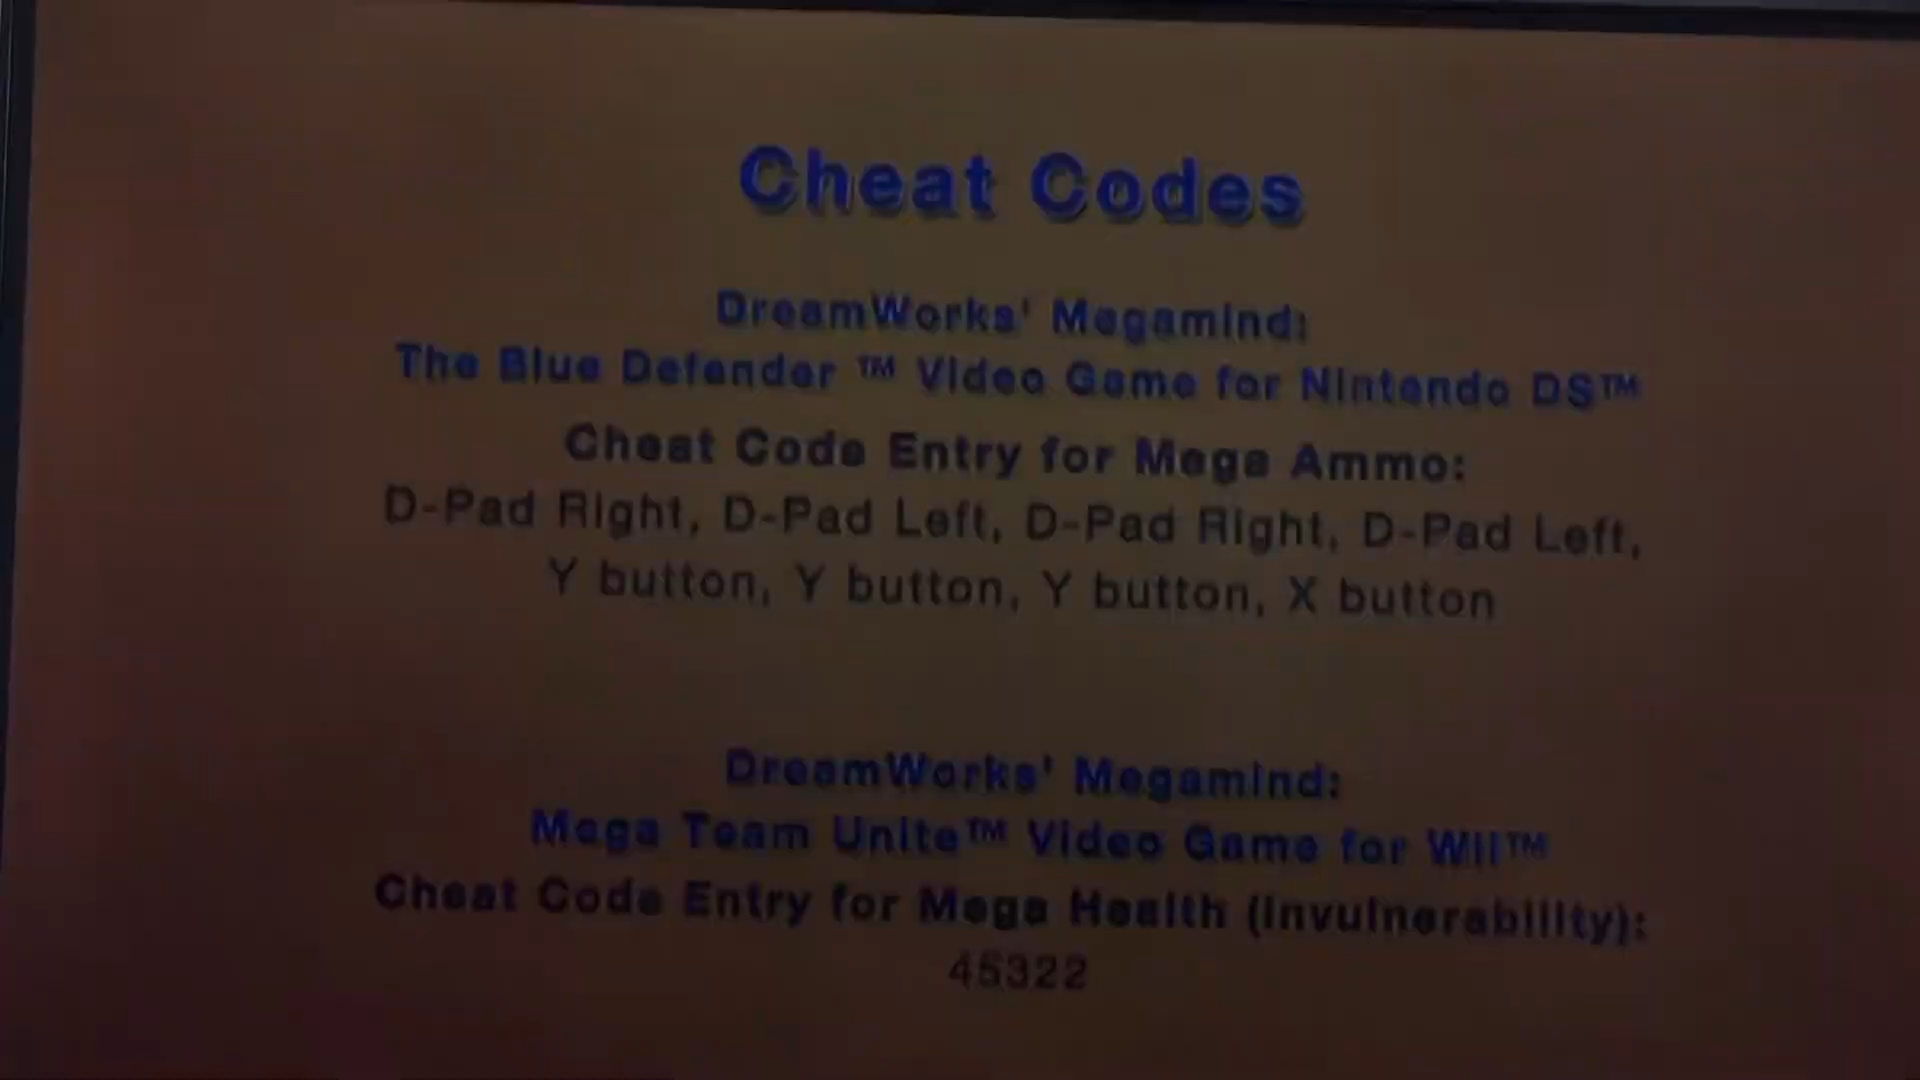 Cheat Codes
DreamWorks' Megamind:
The Blue Defender ™ Video Game for Nintendo DS™
Cheat Code Entry for Mega Ammo:
D-Pad Right, D-Pad Left, D-Pad Right, D-Pad Left,
Y button, Y button, Y button, X button
DreamWorks' Megamind:
Mega Team Unite™ Video Game for Wii™
Cheat Code Entry for Mega Health (Invulnerability):
45322